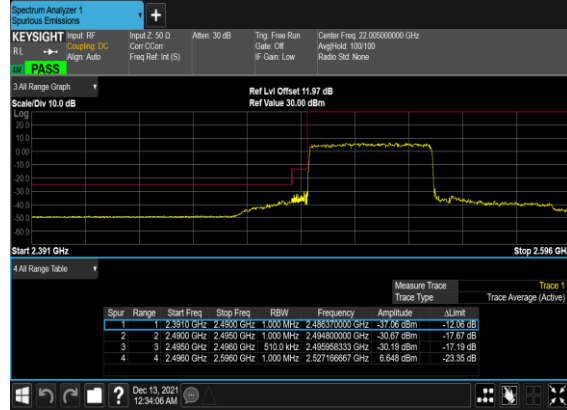 Spectrum Analyzer 1
Spurious Emissions
KEYSIGHT Input: RF Input Z: 50 Ω Atten: 30 dB Trig: Free Run Center Freq: 22.005000000 GHz
RL Coupling: DC Corr CCorr Gate: Off Avg|Hold: 100/100
Align: Auto Freq Ref: Int (S) IF Gain: Low Radio Std: None
PASS
3 All Range Graph
Ref Lvl Offset 11.97 dB
Scale/Div 10.0 dB Ref Value 30.00 dBm
Log
20.0
10.0
0.00
-10.0
-20.0
-30.0
-40.0
-50.0
-60.0
Start 2.391 GHz Stop 2.596 GH
4 All Range Table
Measure Trace Trace 1
Trace Type Trace Average (Active)
Spur Range Start Freq Stop Freq RBW Frequency Amplitude ΔLimit
1 1 2.3910 GHz 2.4900 GHz 1.000 MHz 2.486370000 GHz -37.06 dBm -12.06 dB
2 2 2.4900 GHz 2.4950 GHz 1.000 MHz 2.494800000 GHz -30.67 dBm -17.67 dB
3 3 2.4950 GHz 2.4960 GHz 510.0 kHz 2.495958333 GHz -30.19 dBm -17.19 dB
4 4 2.4960 GHz 2.5960 GHz 1.000 MHz 2.527166667 GHz 6.648 dBm -23.35 dB
? Dec 13, 2021
12:34:06 AM